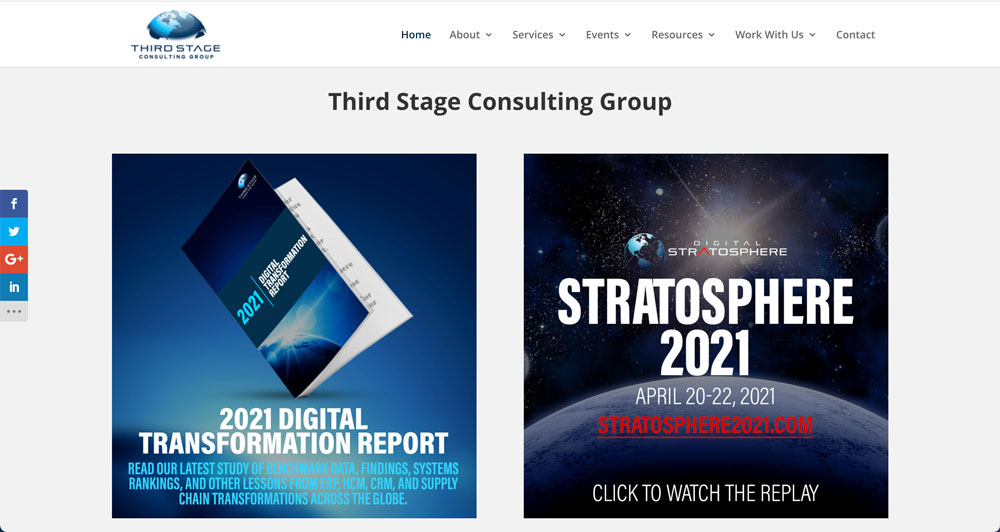 THIRD STAGE
CONSULTING GROUP
Home About Services Events Resources Work With Us Contact
Third Stage Consulting Group
f
G+
in
2021
DIGITAL
TRANSFORMATION
REPORT
2021 DIGITAL
TRANSFORMATION REPORT
READ OUR LATEST STUDY OF BENCHMARK DATA, FINDINGS, SYSTEMS
RANKINGS, AND OTHER LESSONS FROM ERP, HCM, CRM, AND SUPPLY
CHAIN TRANSFORMATIONS ACROSS THE GLOBE.
DIGITAL
STRATOSPHERE
STRATOSPHERE
2021
APRIL 20-22, 2021
STRATOSPHERE2021.COM
CLICK TO WATCH THE REPLAY